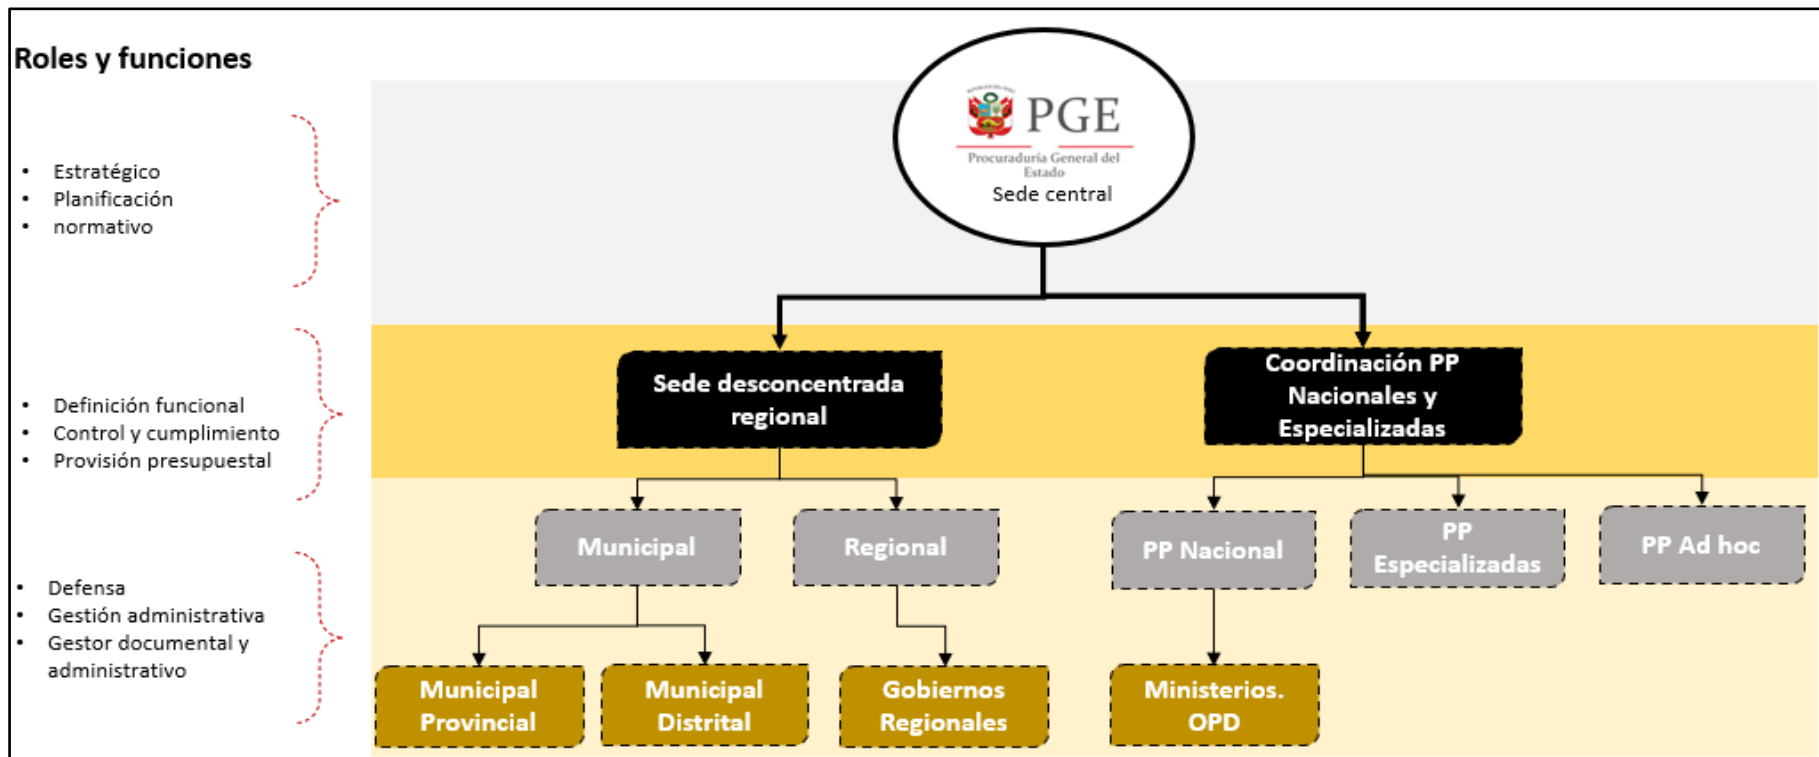 Roles y funciones
• Estratégico
• Planificación
• normativo
PGE
Procuraduría General del
Estado
Sede central
• Definición funcional
• Control y cumplimiento
• Provisión presupuestal
Sede desconcentrada
regional
Coordinación PP
Nacionales y
Especializadas
• Defensa
• Gestión administrativa
• Gestor documental y
administrativo
Municipal
Regional
PP Nacional
PP
Especializadas
PP Ad hoc
Municipal
Provincial
Municipal
Distrital
Gobiernos
Regionales
Ministerios.
OPD